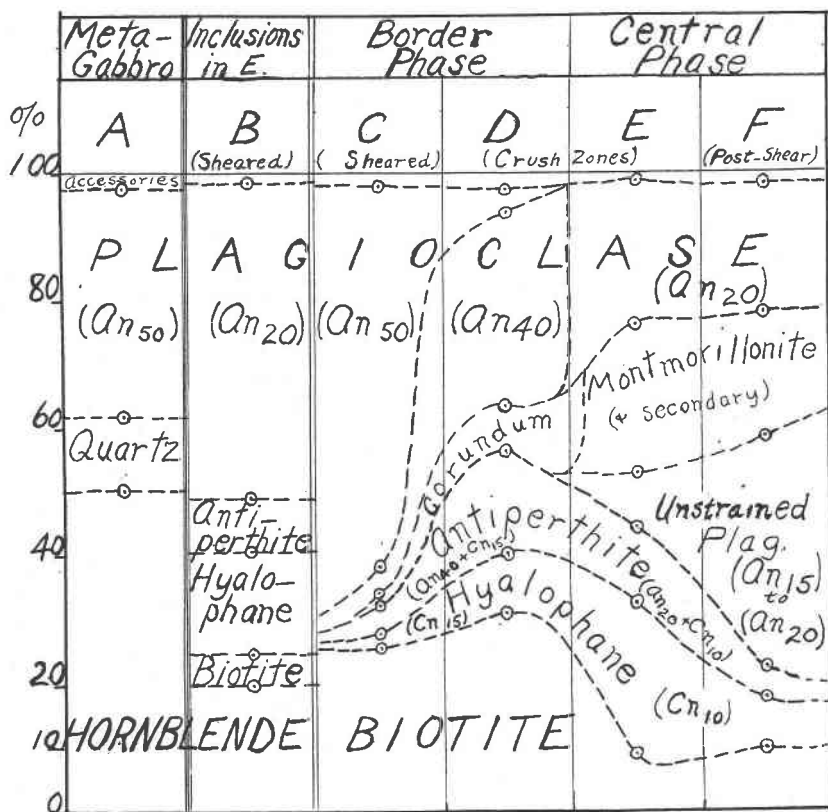 Meta-Gabbro
Inclusions in E.
Border Phase
Central Phase
%
A
B
(Sheared)
C
(Sheared)
D
(Crush Zones)
E
F
(Post-Shear)
100
accessories
PLAGIOCLASE
(An50)
(An20)
(An50)
(An40)
(An20)
80
Montmorillonite
(& secondary)
60
Quartz
Corundum
Anti-
perthite
Antiperthite
(An40+Cn15)
(An20+Cn10)
Unstrained
Plag.
(An15
to
An20)
40
Hyalo-
phane
Hyalophane
(Cn15)
(Cn10)
Biotite
20
10
HORNBLENDE
BIOTITE
0